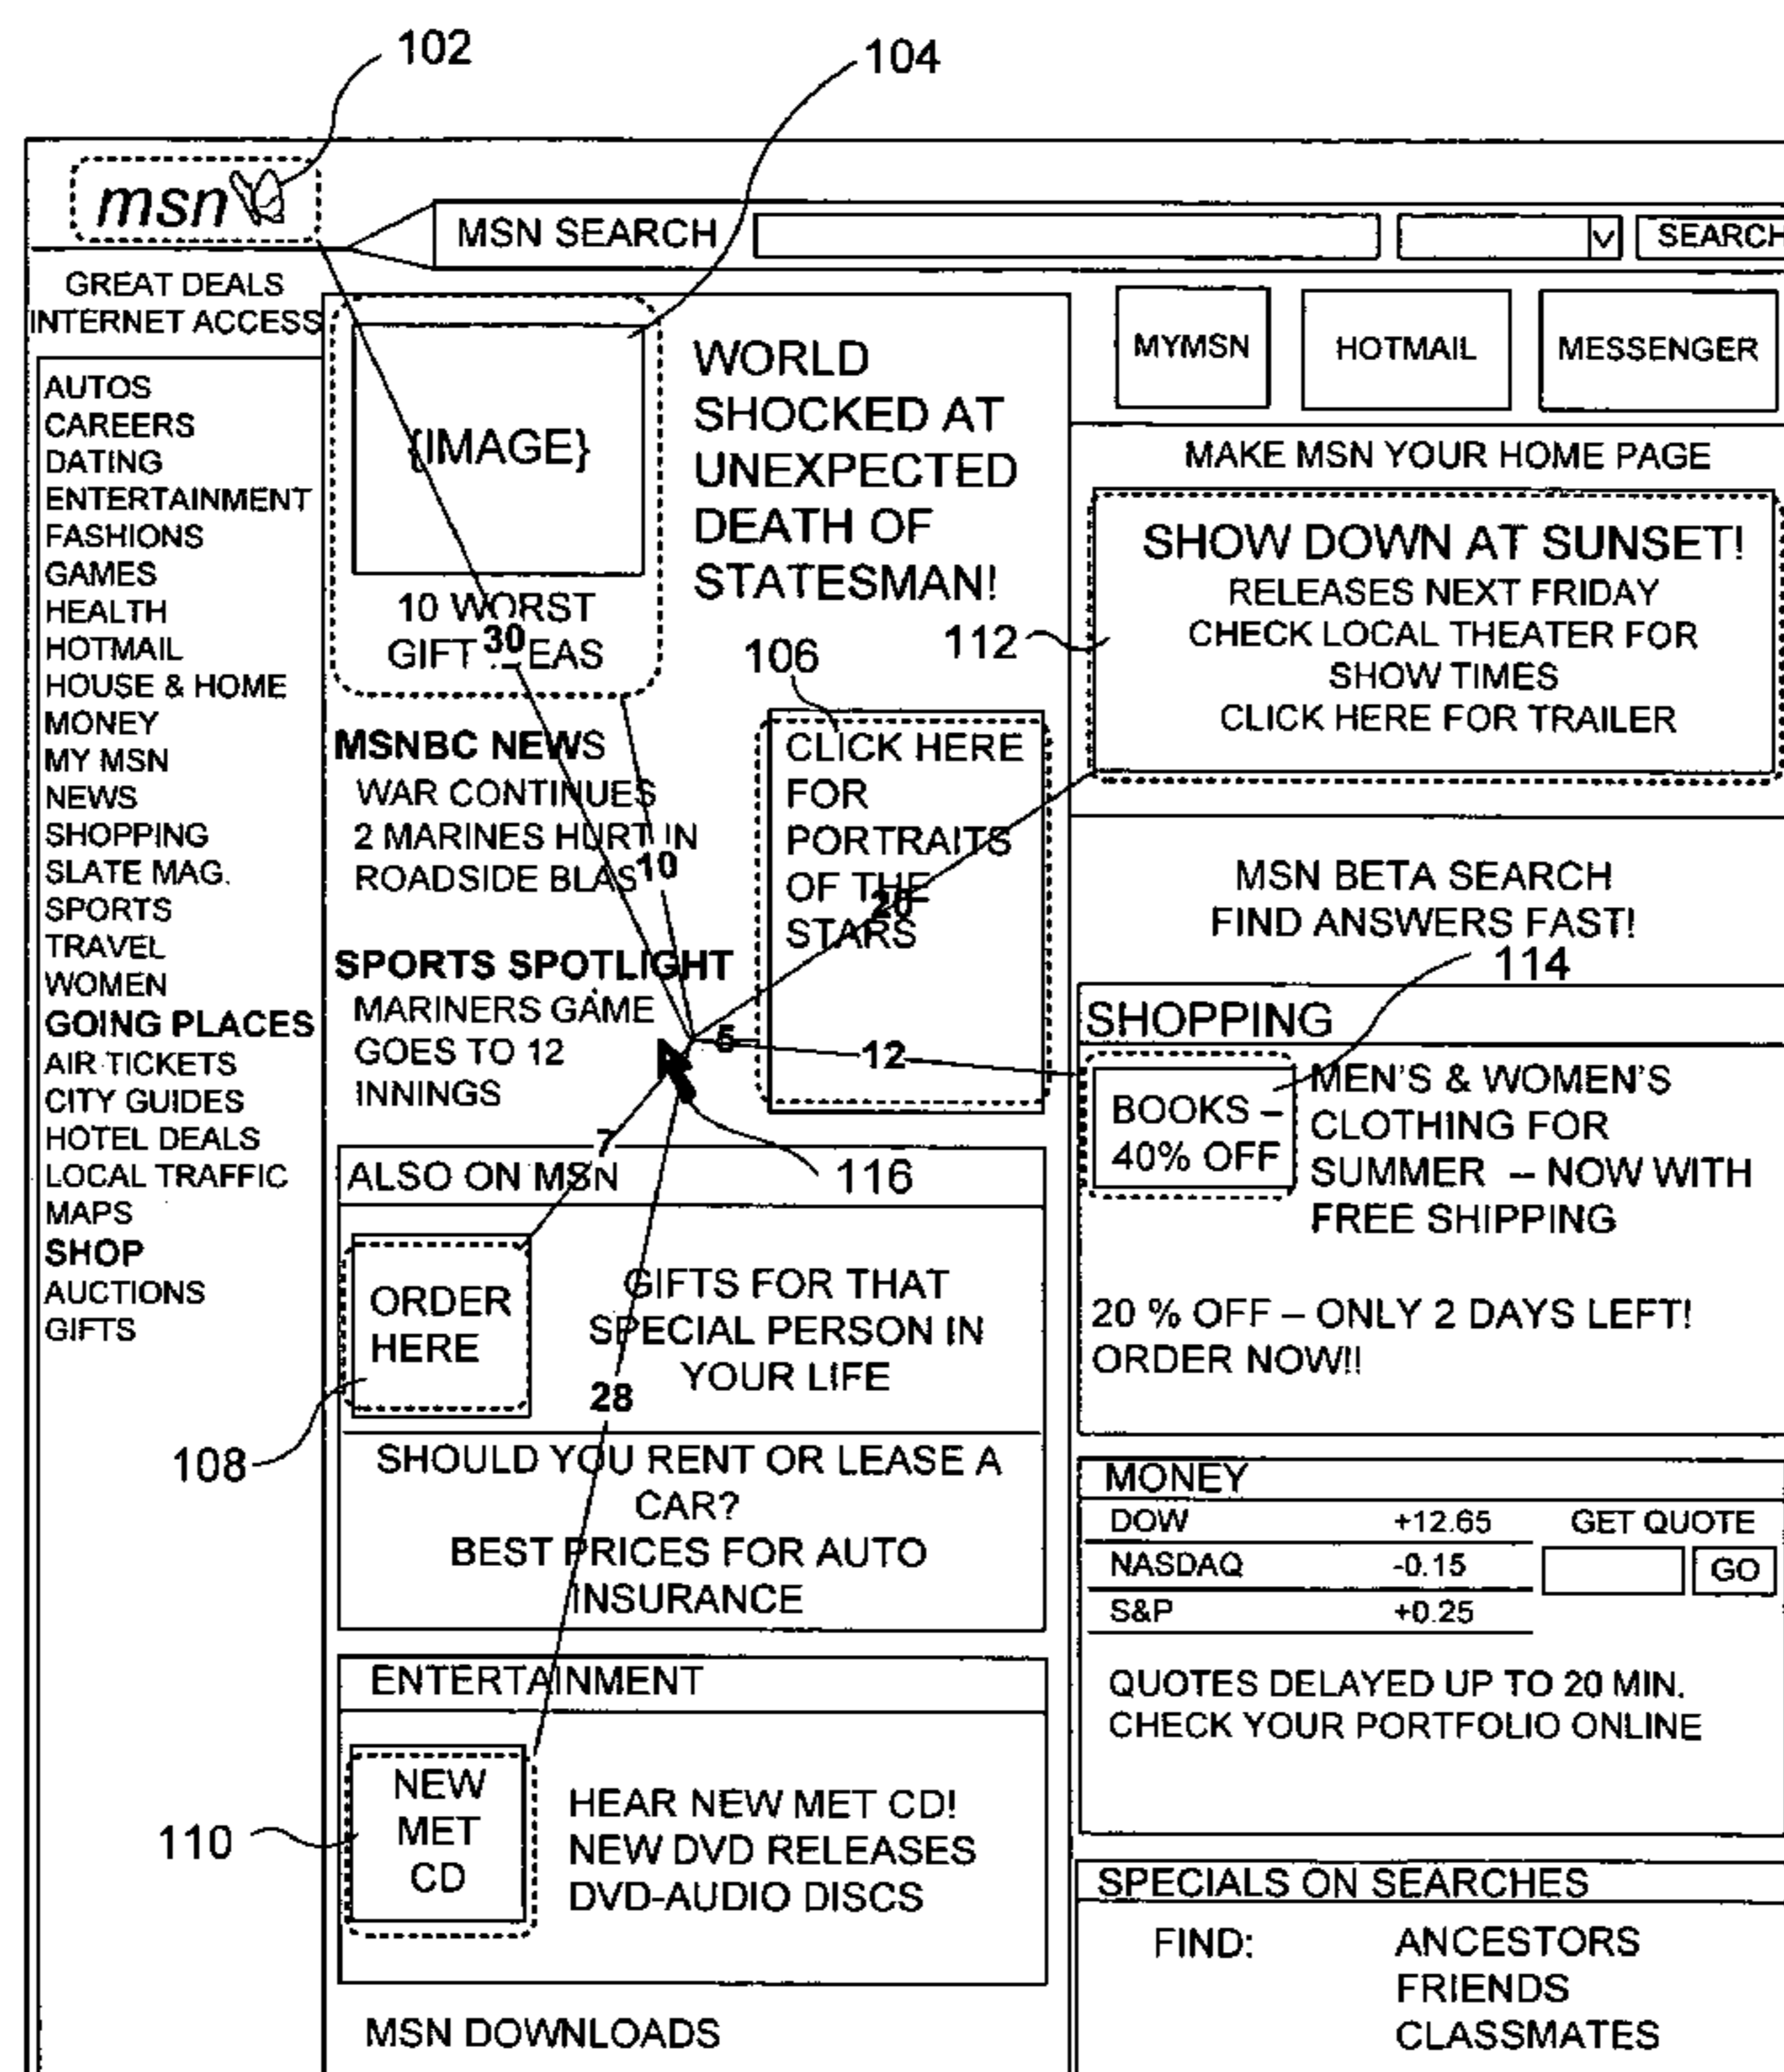 102
104
msn
MSN SEARCH
SEARCH
GREAT DEALS
INTERNET ACCESS
AUTOS
CAREERS
DATING
ENTERTAINMENT
FASHIONS
GAMES
HEALTH
HOTMAIL
HOUSE & HOME
MONEY
MY MSN
NEWS
SHOPPING
SLATE MAG.
SPORTS
TRAVEL
WOMEN
GOING PLACES
AIR TICKETS
CITY GUIDES
HOTEL DEALS
LOCAL TRAFFIC
MAPS
SHOP
AUCTIONS
GIFTS
{IMAGE}
10 WORST
GIFT
EAS
30
WORLD
SHOCKED AT
UNEXPECTED
DEATH OF
STATESMAN!
106
MSNBC NEWS
WAR CONTINUES
2 MARINES HURT IN
ROADSIDE BLAS
10
SPORTS SPOTLIGHT
MARINERS GAME
GOES TO 12
INNINGS
CLICK HERE
FOR
PORTRAITS
OF THE
STARS
20
5
12
7
116
ALSO ON MSN
ORDER
HERE
GIFTS FOR THAT
SPECIAL PERSON IN
YOUR LIFE
28
108
SHOULD YOU RENT OR LEASE A
CAR?
BEST PRICES FOR AUTO
INSURANCE
ENTERTAINMENT
NEW
MET
CD
110
HEAR NEW MET CD!
NEW DVD RELEASES
DVD-AUDIO DISCS
MSN DOWNLOADS
MYMSN
HOTMAIL
MESSENGER
MAKE MSN YOUR HOME PAGE
112
SHOW DOWN AT SUNSET!
RELEASES NEXT FRIDAY
CHECK LOCAL THEATER FOR
SHOW TIMES
CLICK HERE FOR TRAILER
MSN BETA SEARCH
FIND ANSWERS FAST!
114
SHOPPING
BOOKS –
40% OFF
MEN'S & WOMEN'S
CLOTHING FOR
SUMMER – NOW WITH
FREE SHIPPING
20 % OFF – ONLY 2 DAYS LEFT!
ORDER NOW!!
MONEY
DOW +12.65 GET QUOTE
NASDAQ -0.15 GO
S&P +0.25
QUOTES DELAYED UP TO 20 MIN.
CHECK YOUR PORTFOLIO ONLINE
SPECIALS ON SEARCHES
FIND: ANCESTORS
FRIENDS
CLASSMATES